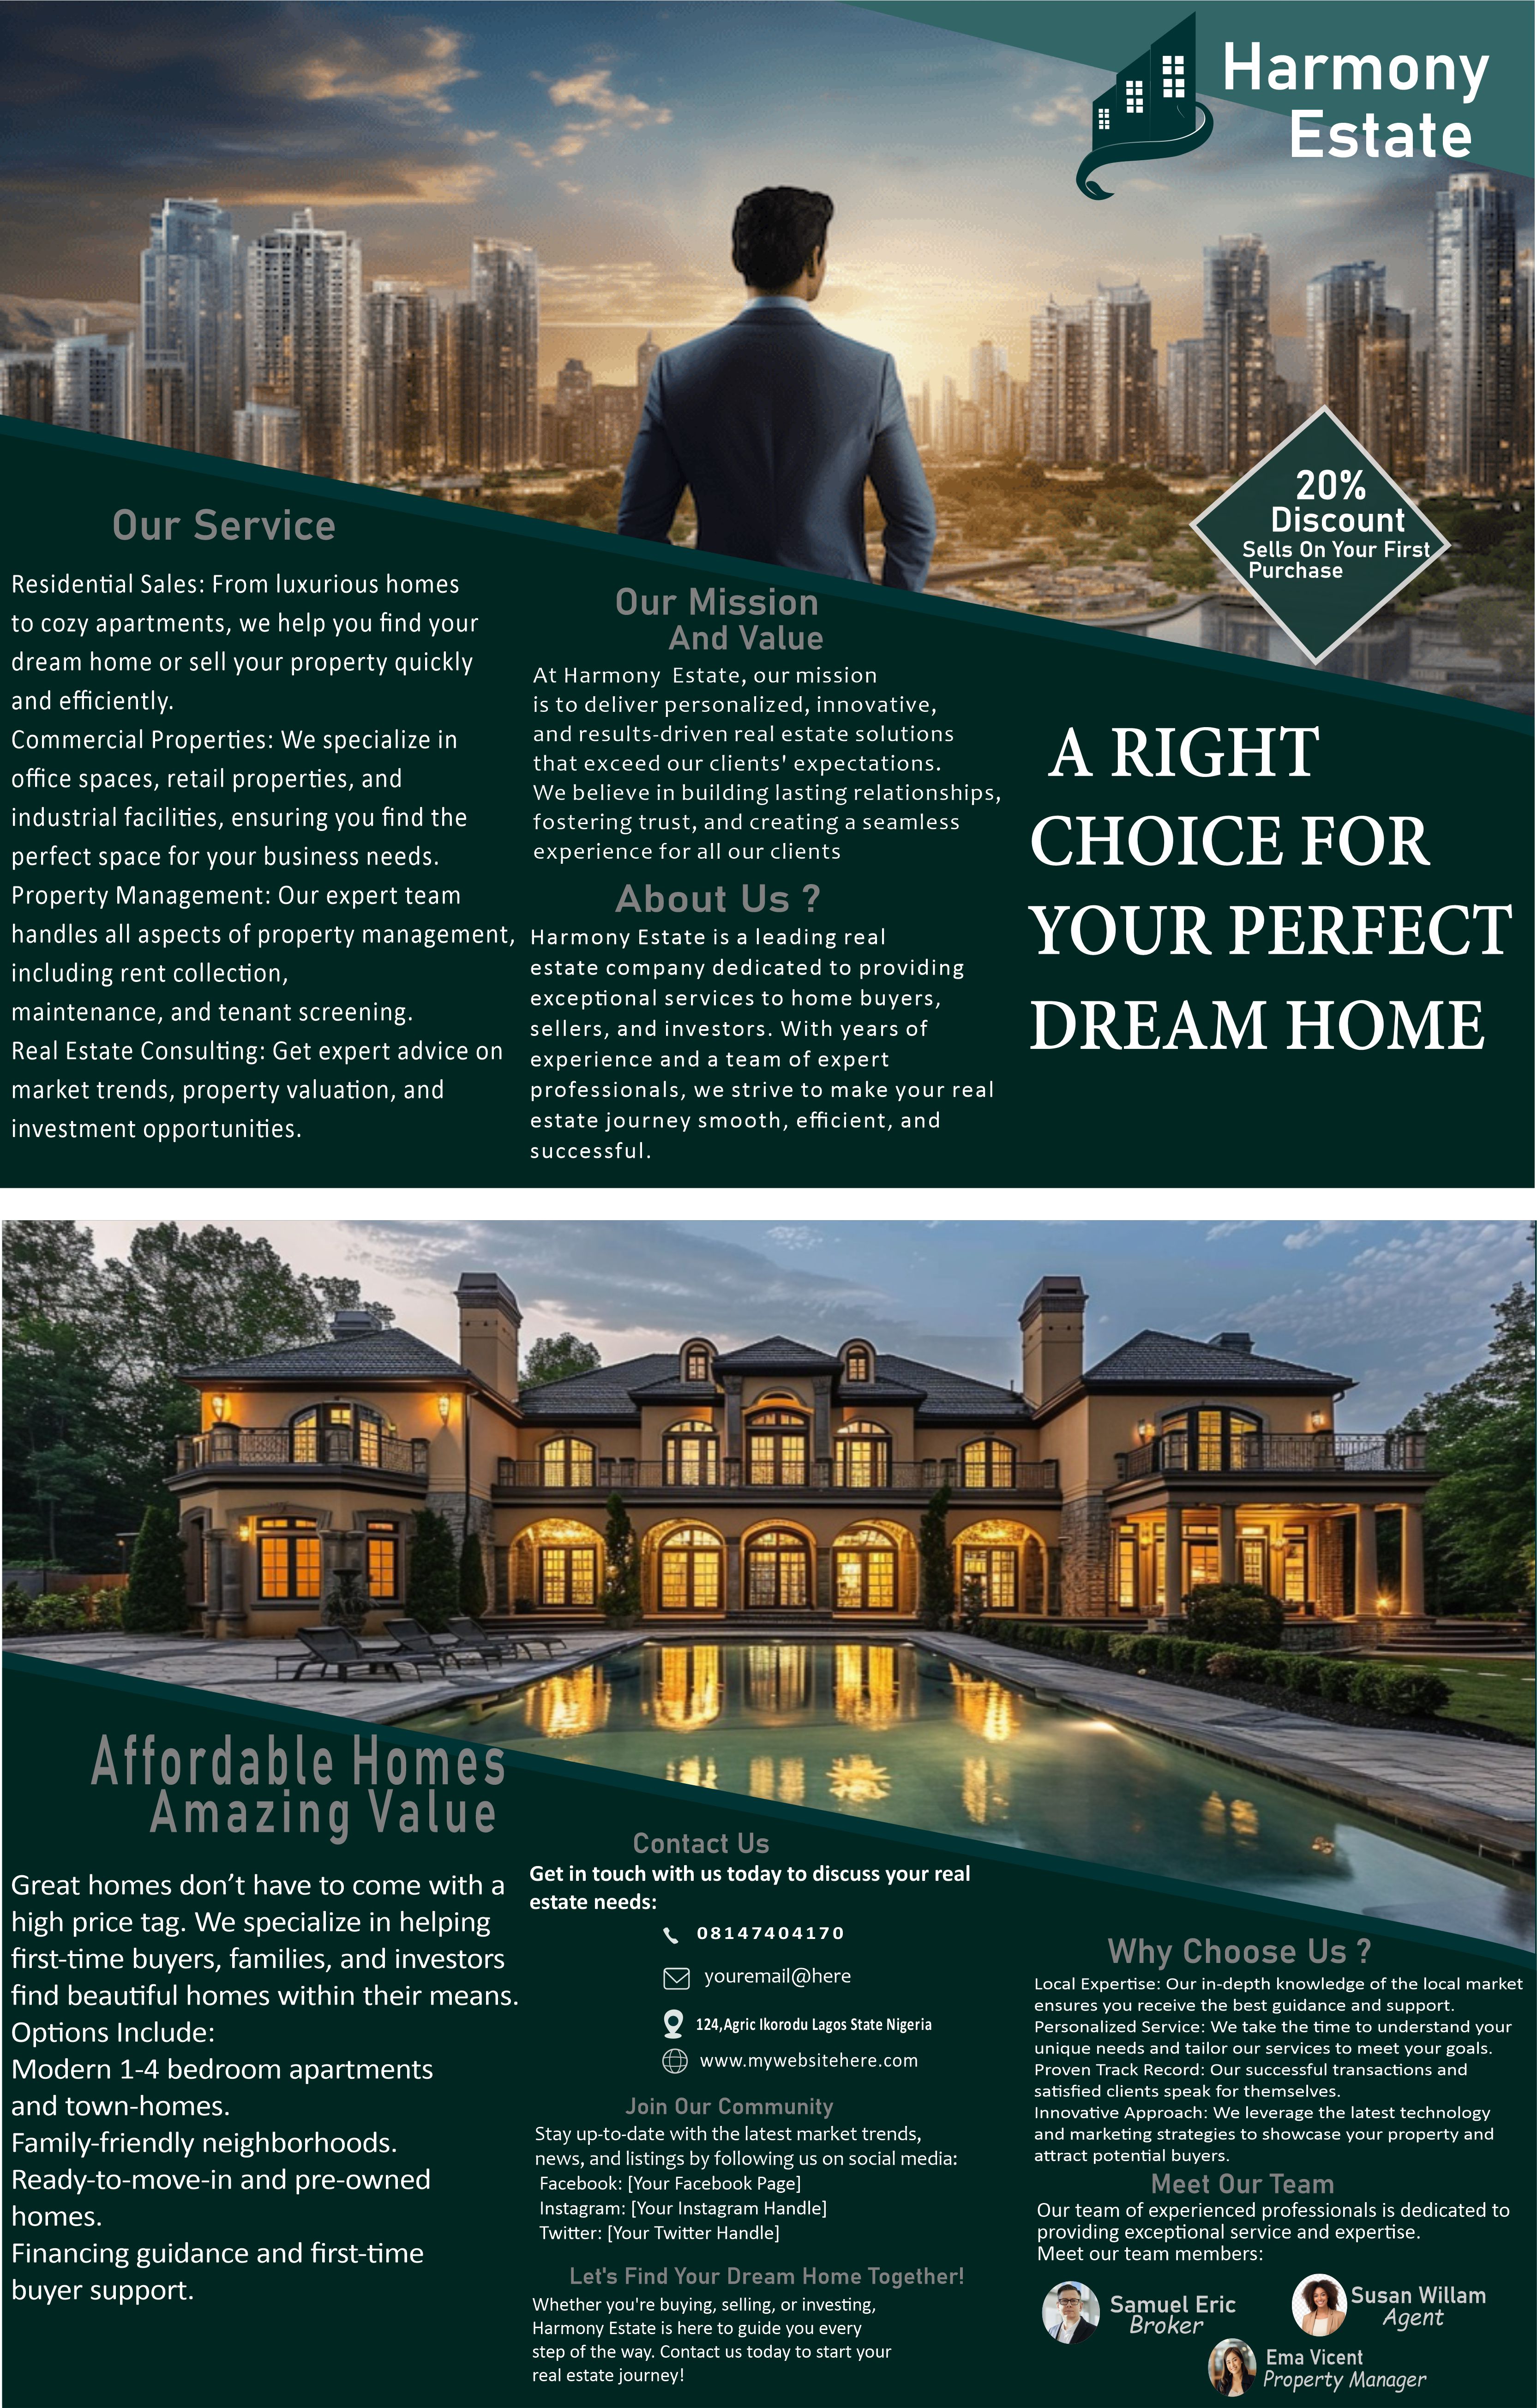 Harmony
Estate
20%
Discount
Sells On Your First
Purchase
Our Service
Residential Sales: From luxurious homes
to cozy apartments, we help you find your
dream home or sell your property quickly
and efficiently.
Commercial Properties: We specialize in
office spaces, retail properties, and
industrial facilities, ensuring you find the
perfect space for your business needs.
Property Management: Our expert team
handles all aspects of property management,
including rent collection,
maintenance, and tenant screening.
Real Estate Consulting: Get expert advice on
market trends, property valuation, and
investment opportunities.
Our Mission
And Value
At Harmony Estate, our mission
is to deliver personalized, innovative,
and results-driven real estate solutions
that exceed our clients' expectations.
We believe in building lasting relationships,
fostering trust, and creating a seamless
experience for all our clients
About Us ?
Harmony Estate is a leading real
estate company dedicated to providing
exceptional services to home buyers,
sellers, and investors. With years of
experience and a team of expert
professionals, we strive to make your real
estate journey smooth, efficient, and
successful.
A RIGHT
CHOICE FOR
YOUR PERFECT
DREAM HOME
Affordable Homes
Amazing Value
Great homes don’t have to come with a
high price tag. We specialize in helping
first-time buyers, families, and investors
find beautiful homes within their means.
Options Include:
Modern 1-4 bedroom apartments
and town-homes.
Family-friendly neighborhoods.
Ready-to-move-in and pre-owned
homes.
Financing guidance and first-time
buyer support.
Contact Us
Get in touch with us today to discuss your real
estate needs:
08147404170
youremail@here
124,Agric Ikorodu Lagos State Nigeria
www.mywebsitehere.com
Join Our Community
Stay up-to-date with the latest market trends,
news, and listings by following us on social media:
Facebook: [Your Facebook Page]
Instagram: [Your Instagram Handle]
Twitter: [Your Twitter Handle]
Let's Find Your Dream Home Together!
Whether you're buying, selling, or investing,
Harmony Estate is here to guide you every
step of the way. Contact us today to start your
real estate journey!
Why Choose Us ?
Local Expertise: Our in-depth knowledge of the local market
ensures you receive the best guidance and support.
Personalized Service: We take the time to understand your
unique needs and tailor our services to meet your goals.
Proven Track Record: Our successful transactions and
satisfied clients speak for themselves.
Innovative Approach: We leverage the latest technology
and marketing strategies to showcase your property and
attract potential buyers.
Meet Our Team
Our team of experienced professionals is dedicated to
providing exceptional service and expertise.
Meet our team members:
Samuel Eric
Broker
Susan Willam
Agent
Ema Vicent
Property Manager